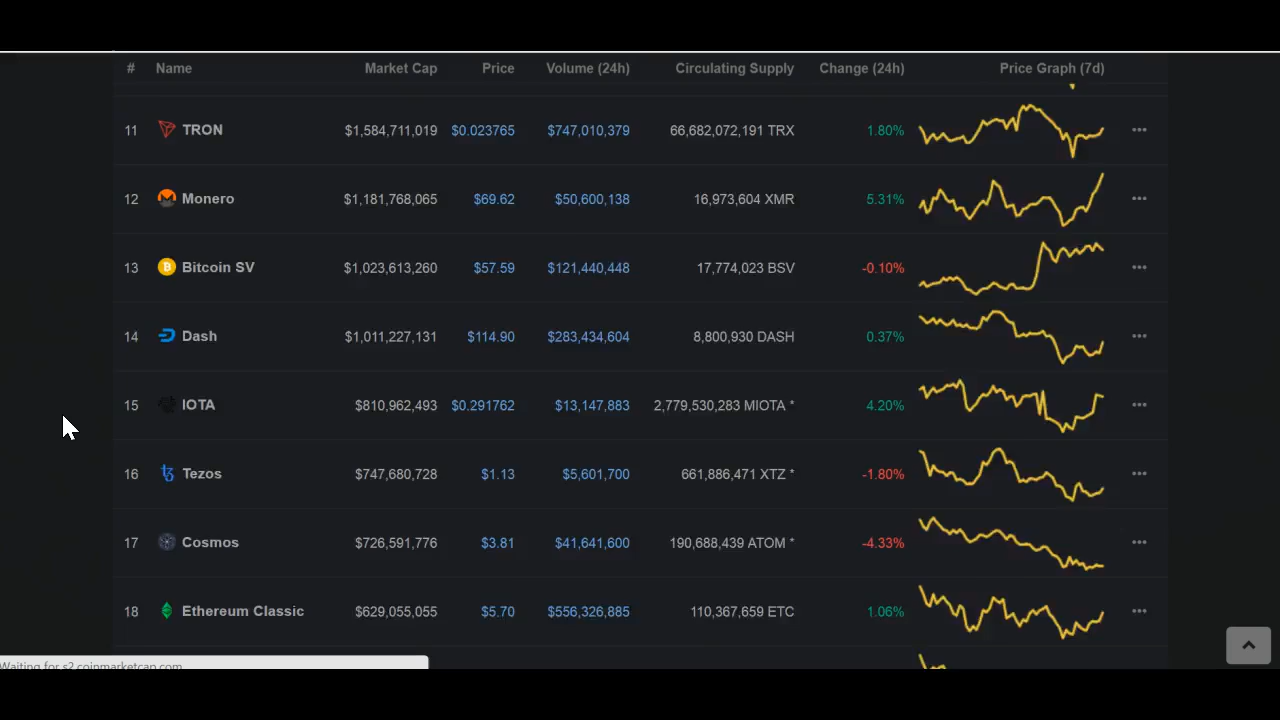 # Name Market Cap Price Volume (24h) Circulating Supply Change (24h) Price Graph (7d)
11 TRON $1,584,711,019 $0.023765 $747,010,379 66,682,072,191 TRX 1.80%
12 Monero $1,181,768,065 $69.62 $50,600,138 16,973,604 XMR 5.31%
13 Bitcoin SV $1,023,613,260 $57.59 $121,440,448 17,774,023 BSV -0.10%
14 Dash $1,011,227,131 $114.90 $283,434,604 8,800,930 DASH 0.37%
15 IOTA $810,962,493 $0.291762 $13,147,883 2,779,530,283 MIOTA * 4.20%
16 Tezos $747,680,728 $1.13 $5,601,700 661,886,471 XTZ * -1.80%
17 Cosmos $726,591,776 $3.81 $41,641,600 190,688,439 ATOM * -4.33%
18 Ethereum Classic $629,055,055 $5.70 $556,326,885 110,367,659 ETC 1.06%
Waiting for s2.coinmarketcap.com